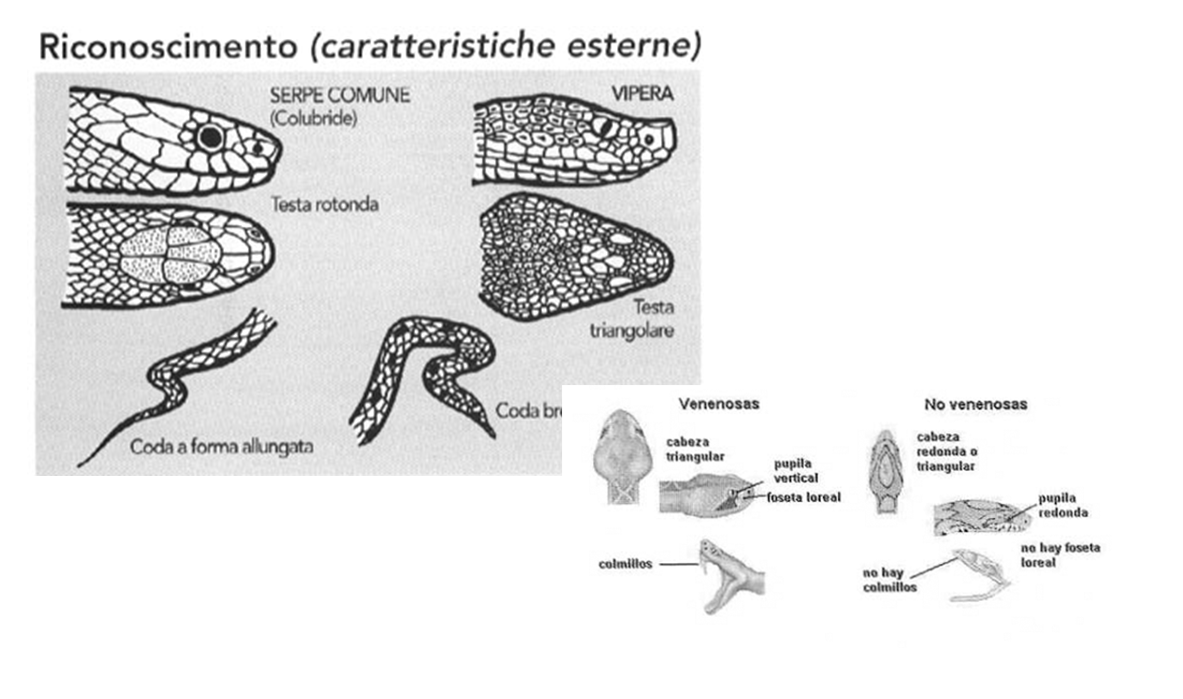 Riconoscimento (caratteristiche esterne)
SERPE COMUNE
(Colubride)
VIPERA
Testa rotonda
Testa
triangolare
Coda a forma allungata
Coda
Venenosas
cabeza
triangular
pupila
vertical
foseta loreal
colmillos
No venenosas
cabeza
redonda o
triangular
pupila
redonda
no hay foseta
loreal
no hay
colmillos